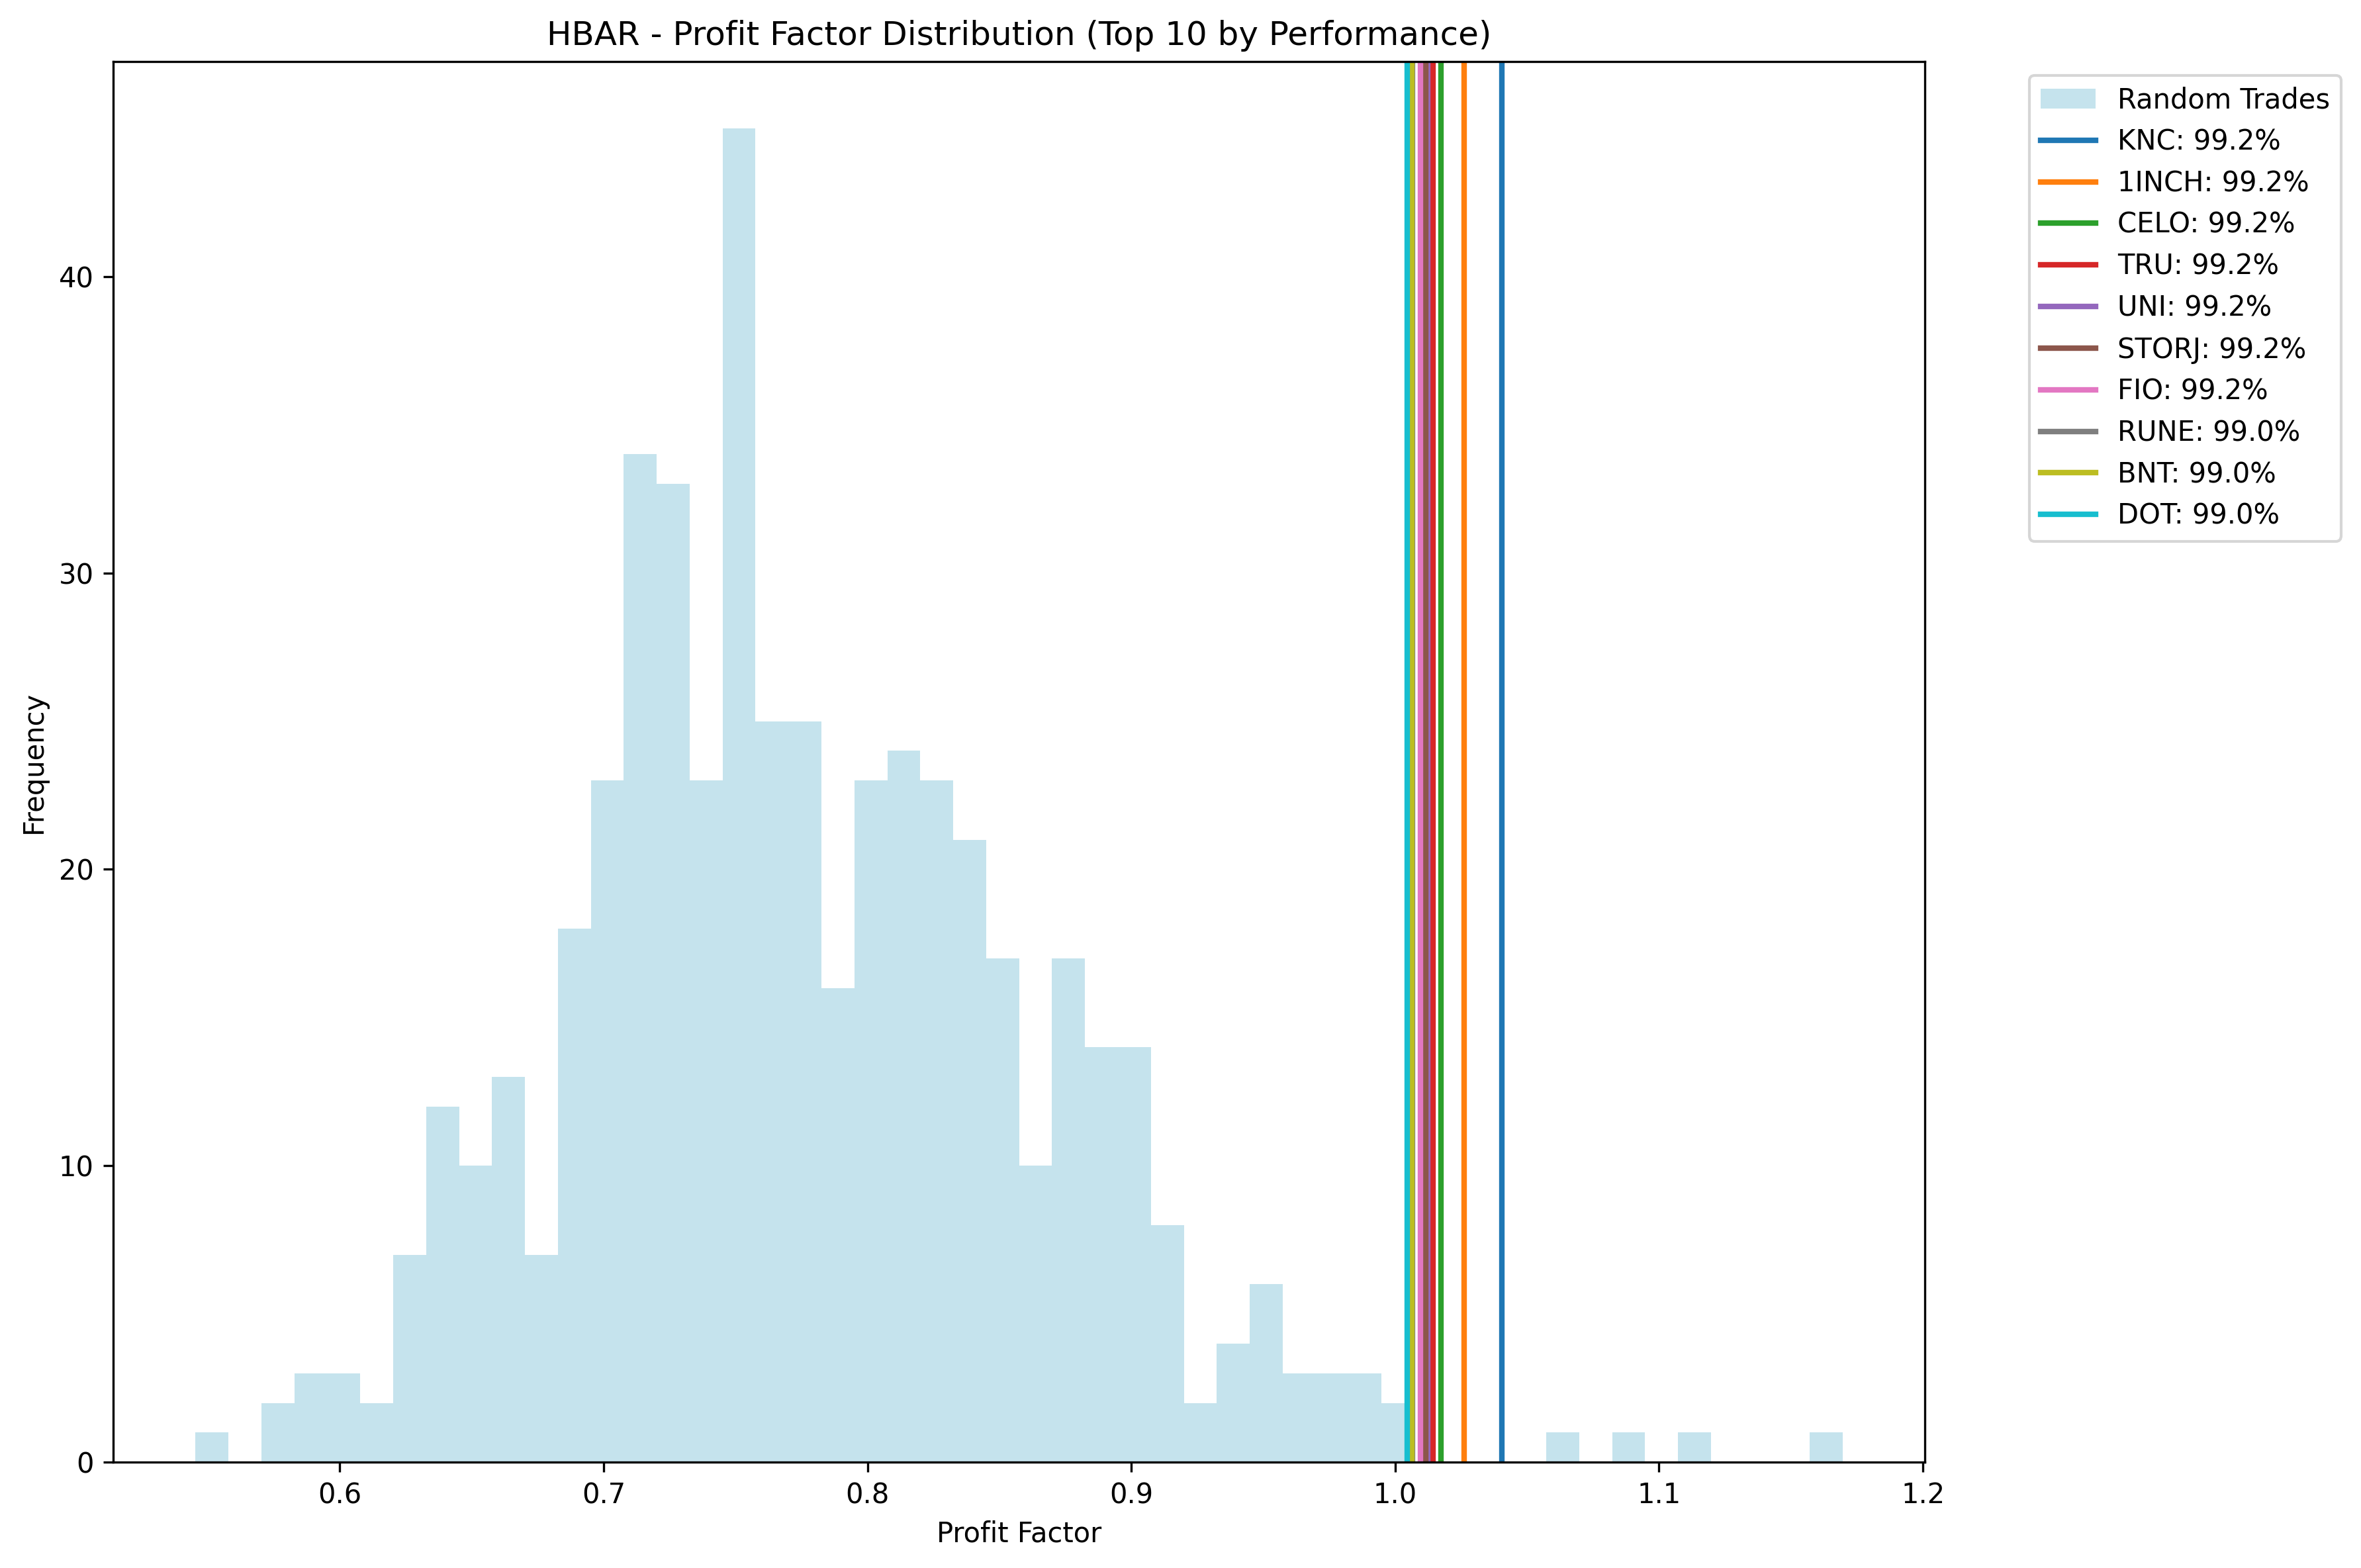 HBAR - Profit Factor Distribution (Top 10 by Performance)
Random Trades
KNC: 99.2%
1INCH: 99.2%
CELO: 99.2%
TRU: 99.2%
UNI: 99.2%
STORJ: 99.2%
FIO: 99.2%
RUNE: 99.0%
BNT: 99.0%
DOT: 99.0%
Frequency
40
30
20
10
0
0.6
0.7
0.8
0.9
1.0
1.1
1.2
Profit Factor